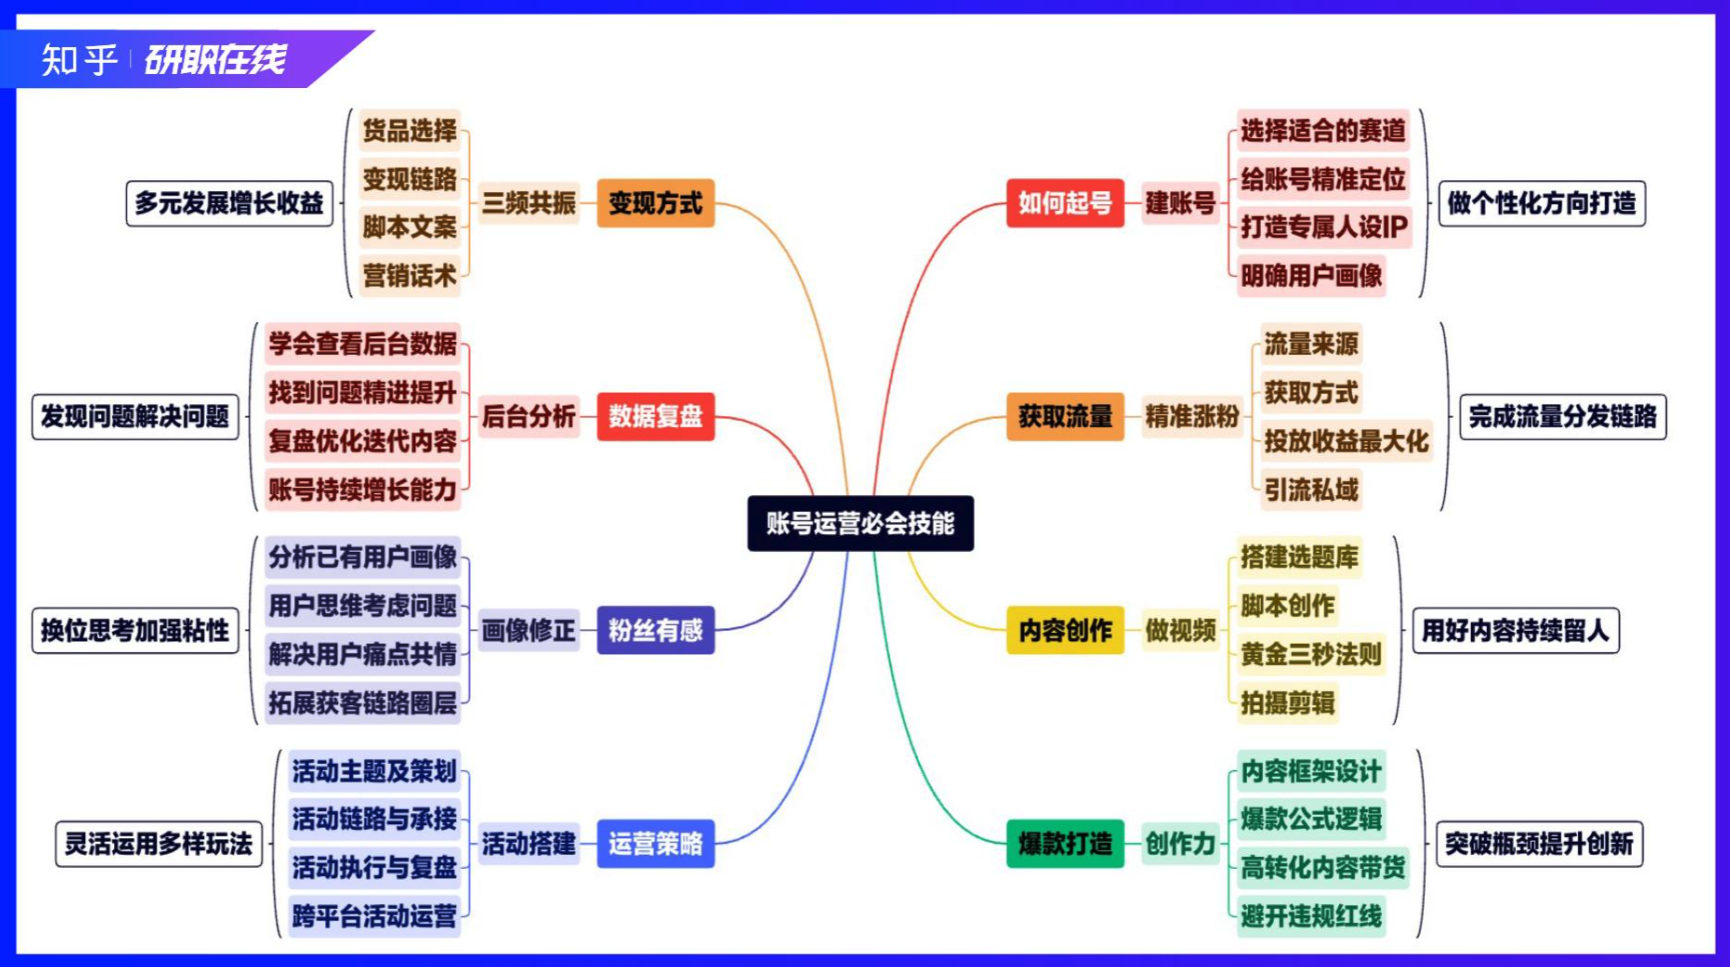 知乎 研职在线
账号运营必会技能
如何起号
建账号
选择适合的赛道
给账号精准定位
打造专属人设IP
明确用户画像
做个性化方向打造
获取流量
精准涨粉
流量来源
获取方式
投放收益最大化
引流私域
完成流量分发链路
内容创作
做视频
搭建选题库
脚本创作
黄金三秒法则
拍摄剪辑
用好内容持续留人
爆款打造
创作力
内容框架设计
爆款公式逻辑
高转化内容带货
避开违规红线
突破瓶颈提升创新
变现方式
三频共振
货品选择
变现链路
脚本文案
营销话术
多元发展增长收益
数据复盘
后台分析
学会查看后台数据
找到问题精进提升
复盘优化迭代内容
账号持续增长能力
发现问题解决问题
粉丝有感
画像修正
分析已有用户画像
用户思维考虑问题
解决用户痛点共情
拓展获客链路圈层
换位思考加强粘性
运营策略
活动搭建
活动主题及策划
活动链路与承接
活动执行与复盘
跨平台活动运营
灵活运用多样玩法